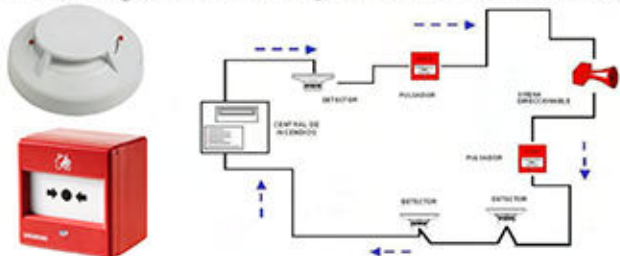 DETECTOR
PULSADOR
SIRENA
DIRECCIONABLE
CENTRAL DE
INCENDIOS
PULSADOR
DETECTOR
DETECTOR